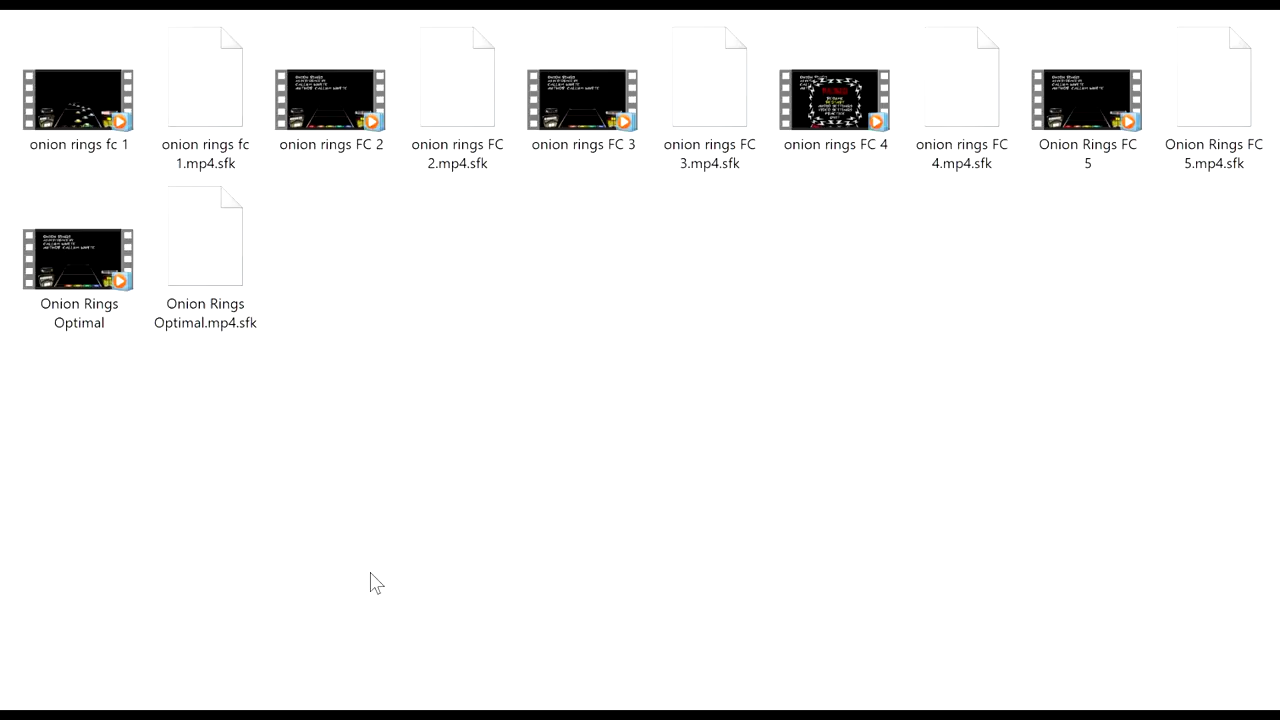 onion rings fc 1
onion rings fc
1.mp4.sfk
onion rings FC 2
onion rings FC
2.mp4.sfk
onion rings FC 3
onion rings FC
3.mp4.sfk
onion rings FC 4
onion rings FC
4.mp4.sfk
Onion Rings FC
5
Onion Rings FC
5.mp4.sfk
Onion Rings
Optimal
Onion Rings
Optimal.mp4.sfk